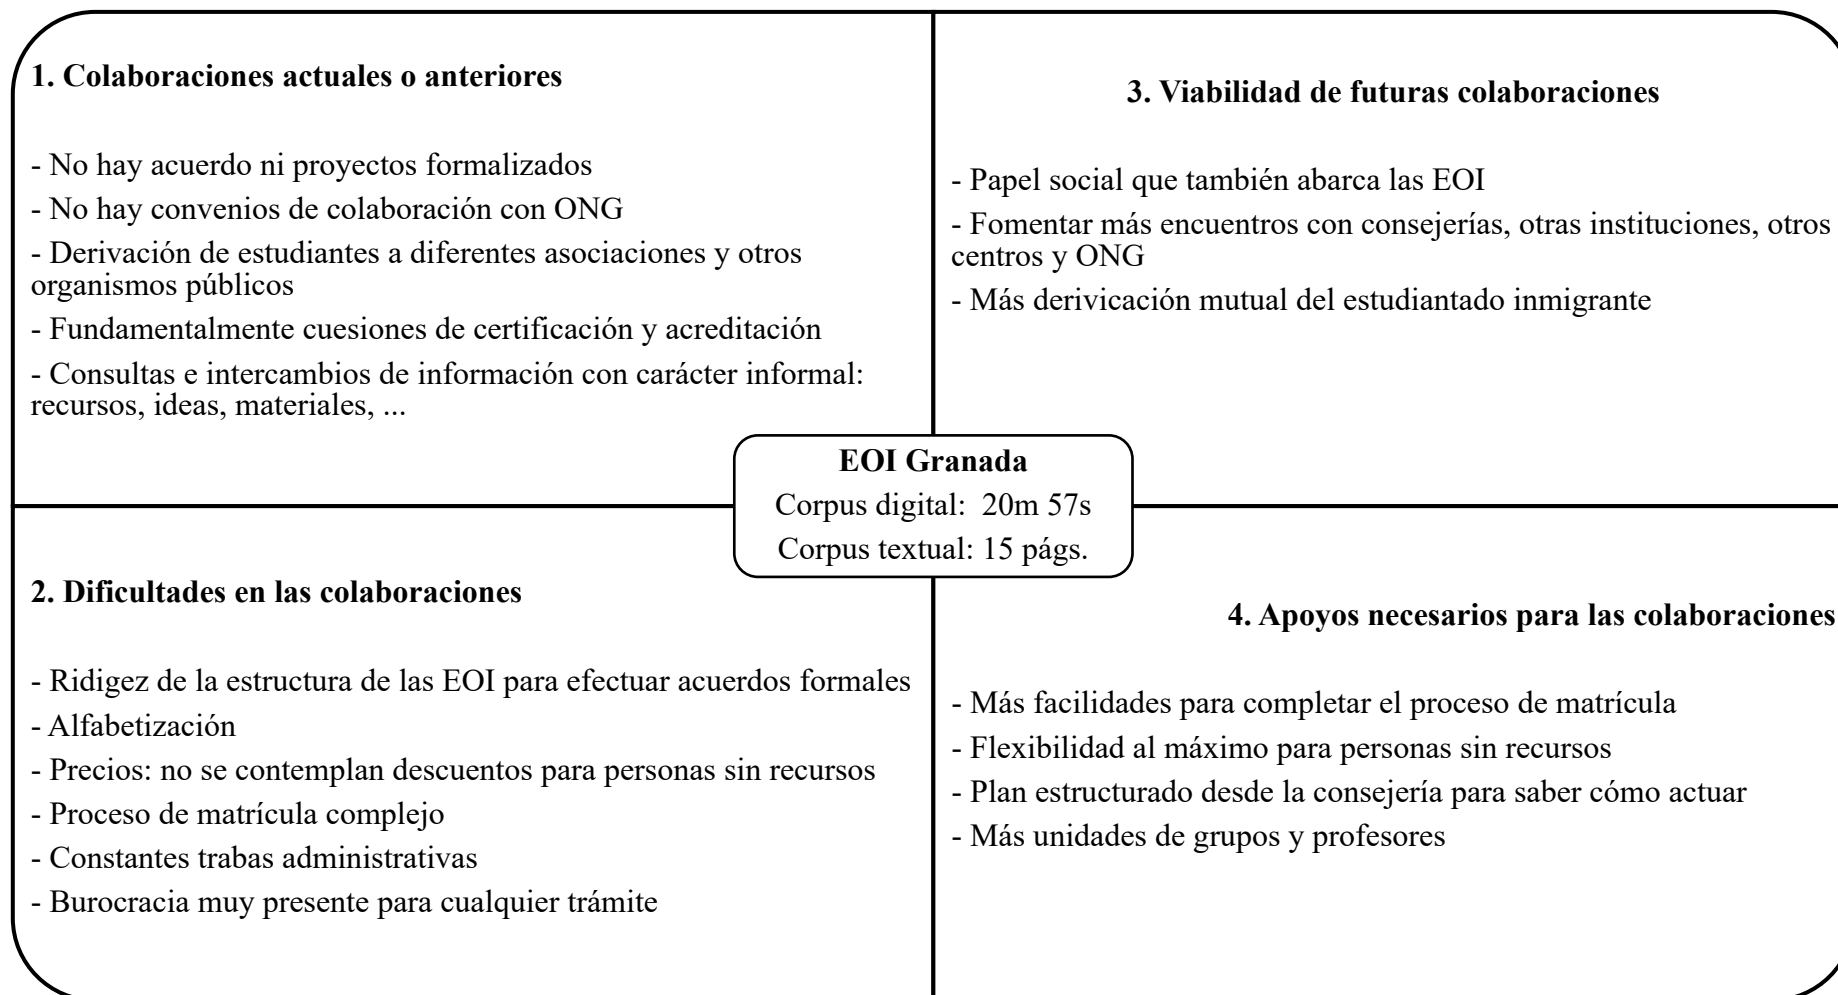 1. Colaboraciones actuales o anteriores
- No hay acuerdo ni proyectos formalizados
- No hay convenios de colaboración con ONG
- Derivación de estudiantes a diferentes asociaciones y otros
organismos públicos
- Fundamentalmente cuesiones de certificación y acreditación
- Consultas e intercambios de información con carácter informal:
recursos, ideas, materiales, ...
3. Viabilidad de futuras colaboraciones
- Papel social que también abarca las EOI
- Fomentar más encuentros con consejerías, otras instituciones, otros
centros y ONG
- Más derivicación mutual del estudiantado inmigrante
EOI Granada
Corpus digital: 20m 57s
Corpus textual: 15 págs.
2. Dificultades en las colaboraciones
- Ridigez de la estructura de las EOI para efectuar acuerdos formales
- Alfabetización
- Precios: no se contemplan descuentos para personas sin recursos
- Proceso de matrícula complejo
- Constantes trabas administrativas
- Burocracia muy presente para cualquier trámite
4. Apoyos necesarios para las colaboraciones
- Más facilidades para completar el proceso de matrícula
- Flexibilidad al máximo para personas sin recursos
- Plan estructurado desde la consejería para saber cómo actuar
- Más unidades de grupos y profesores